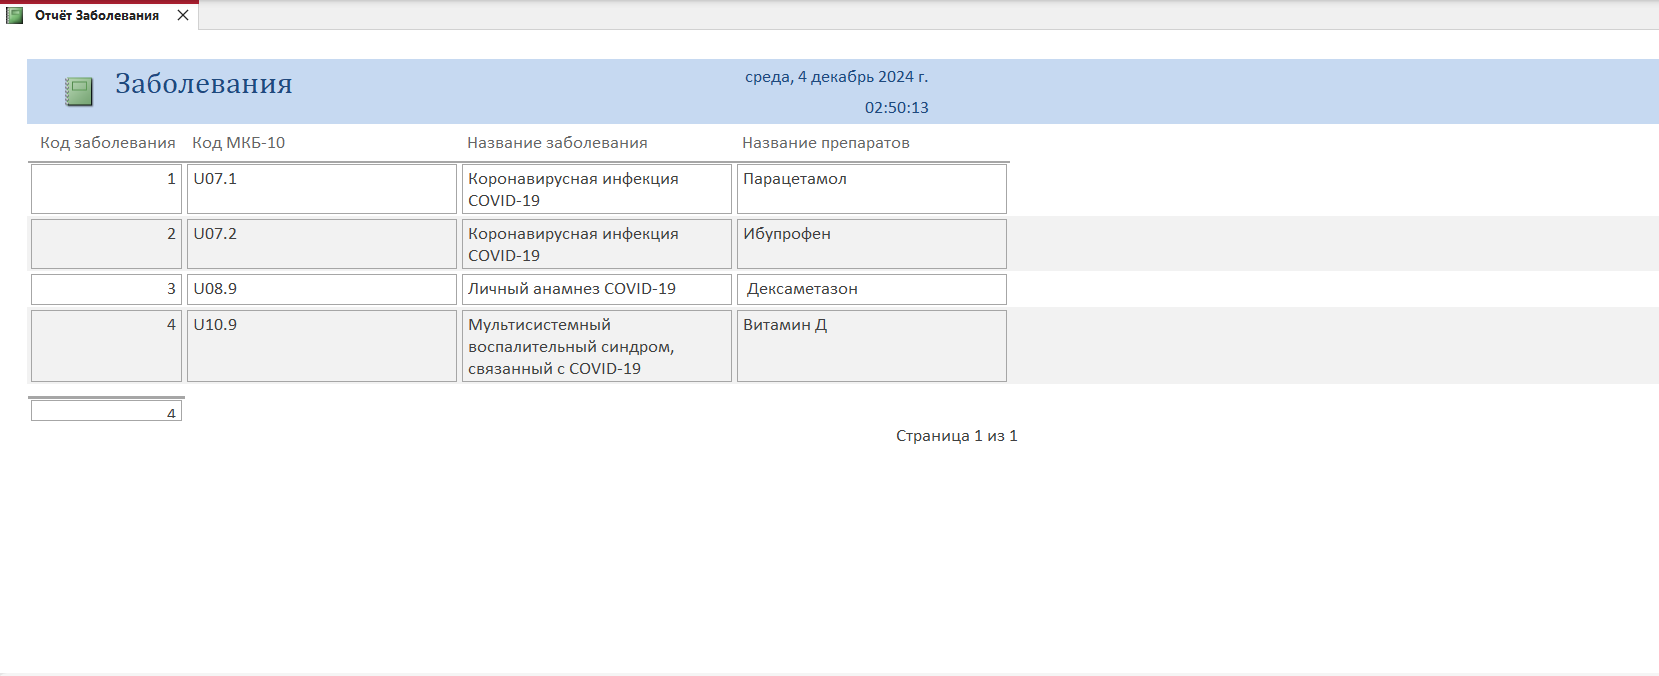 Отчёт Заболевания
Заболевания
среда, 4 декабрь 2024 г.
02:50:13
Код заболевания Код МКБ-10 Название заболевания Название препаратов
1 U07.1 Коронавирусная инфекция Парацетамол
COVID-19
2 U07.2 Коронавирусная инфекция Ибупрофен
COVID-19
3 U08.9 Личный анамнез COVID-19 Дексаметазон
4 U10.9 Мультисистемный Витамин Д
воспалительный синдром,
связанный с COVID-19
4
Страница 1 из 1